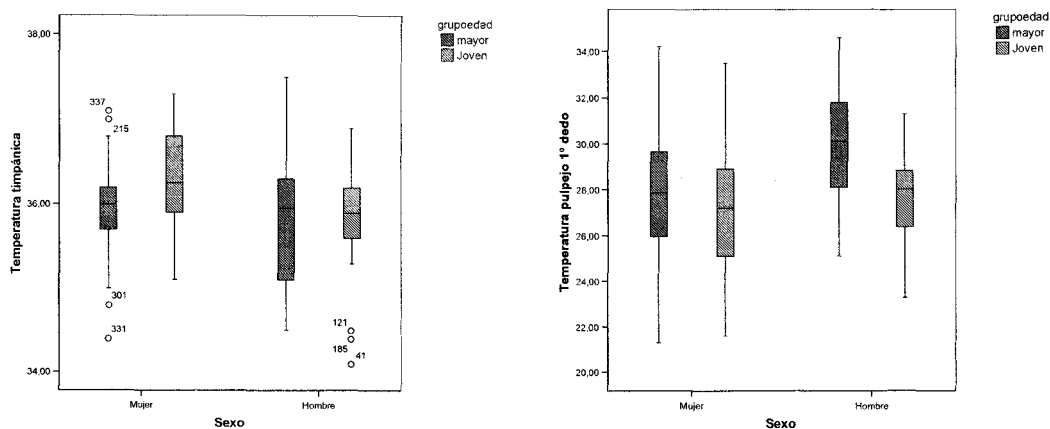 grupoedad
mayor
Joven
38,00
36,00
34,00
Temperatura timpánica
337
215
301
331
121
185
41
Mujer
Hombre
Sexo
grupoedad
mayor
Joven
34,00
32,00
30,00
28,00
26,00
24,00
22,00
20,00
Temperatura pulpejo 1º dedo
Mujer
Hombre
Sexo